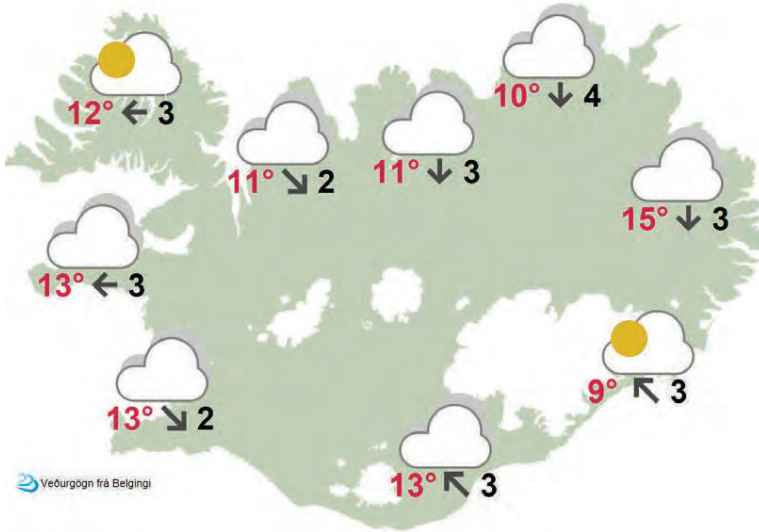 12° ← 3
10° ↓ 4
11° ↘ 2
11° ↓ 3
15° ↓ 3
13° ← 3
9° ↖ 3
13° ↘ 2
13° ↖ 3
Veðurgögn frá Belgingi